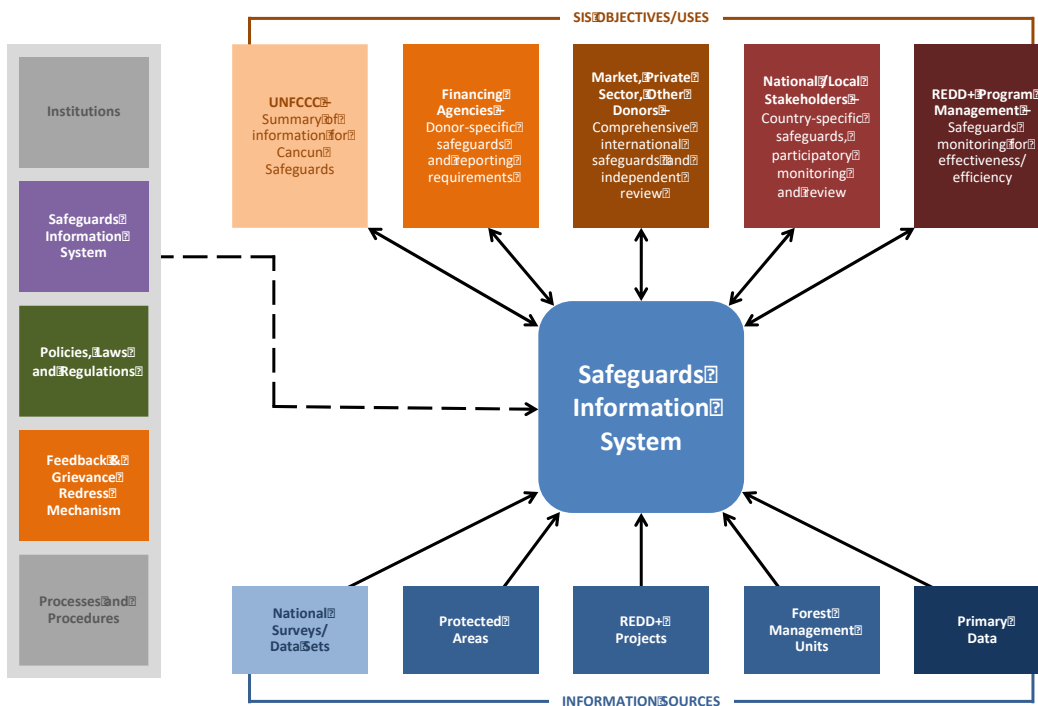 SIS OBJECTIVES/USES
Institutions
Safeguards
Information
System
Policies, Laws
and Regulations
Feedback &
Grievance
Redress
Mechanism
Processes and
Procedures
UNFCCC –
Summary of
information for
Cancun
Safeguards
Financing
Agencies –
Donor-specific
safeguards
and reporting
requirements
Market, Private
Sector, Other
Donors –
Comprehensive
international
safeguards and
independent
review
National /Local
Stakeholders –
Country-specific
safeguards,
participatory
monitoring
and review
REDD+ Program
Management –
Safeguards
monitoring for
effectiveness/
efficiency
Safeguards
Information
System
National
Surveys/
Data Sets
Protected
Areas
REDD+
Projects
Forest
Management
Units
Primary
Data
INFORMATION SOURCES